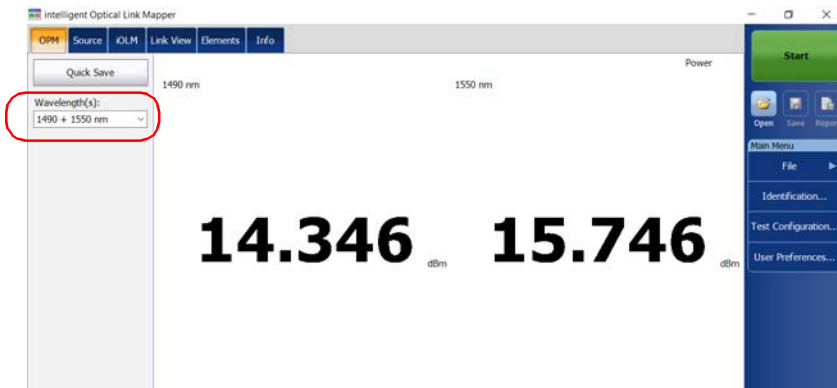 intelligent Optical Link Mapper
OPM Source iOLM Link View Elements Info
Quick Save
Wavelength(s):
1490 + 1550 nm
Power
1490 nm
1550 nm
14.346 dBm
15.746 dBm
Start
Open Save Report
Main Menu
File
Identification...
Test Configuration...
User Preferences...